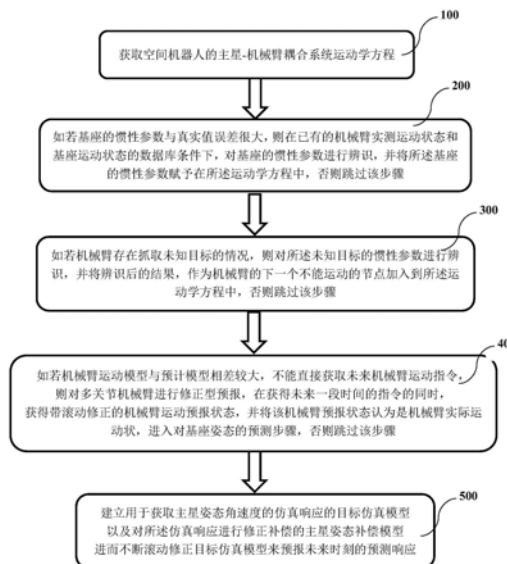 100
获取空间机器人的主星-机械臂耦合系统运动学方程
200
如若基座的惯性参数与真实值误差很大，则在已有的机械臂实测运动状态和
基座运动状态的数据库条件下，对基座的惯性参数进行辨识，并将所述基座
的惯性参数赋予在所述运动学方程中，否则跳过该步骤
300
如若机械臂存在抓取未知目标的情况，则对所述未知目标的惯性参数进行辨
识，并将辨识后的结果，作为机械臂的下一个不能运动的节点加入到所述运
动学方程中，否则跳过该步骤
40
如若机械臂运动模型与预计模型相差较大，不能直接获取未来机械臂运动指令，
则对多关节机械臂进行修正型预报，在获得未来一段时间的指令的同时，
获得带滚动修正的机械臂运动预报状态，并将该机械臂预报状态认为是机械臂实际运
动状，进入对基座姿态的预测步骤，否则跳过该步骤
500
建立用于获取主星姿态角速度的仿真响应的目标仿真模型
以及对所述仿真响应进行修正补偿的主星姿态补偿模型
进而不断滚动修正目标仿真模型来预报未来时刻的预测响应